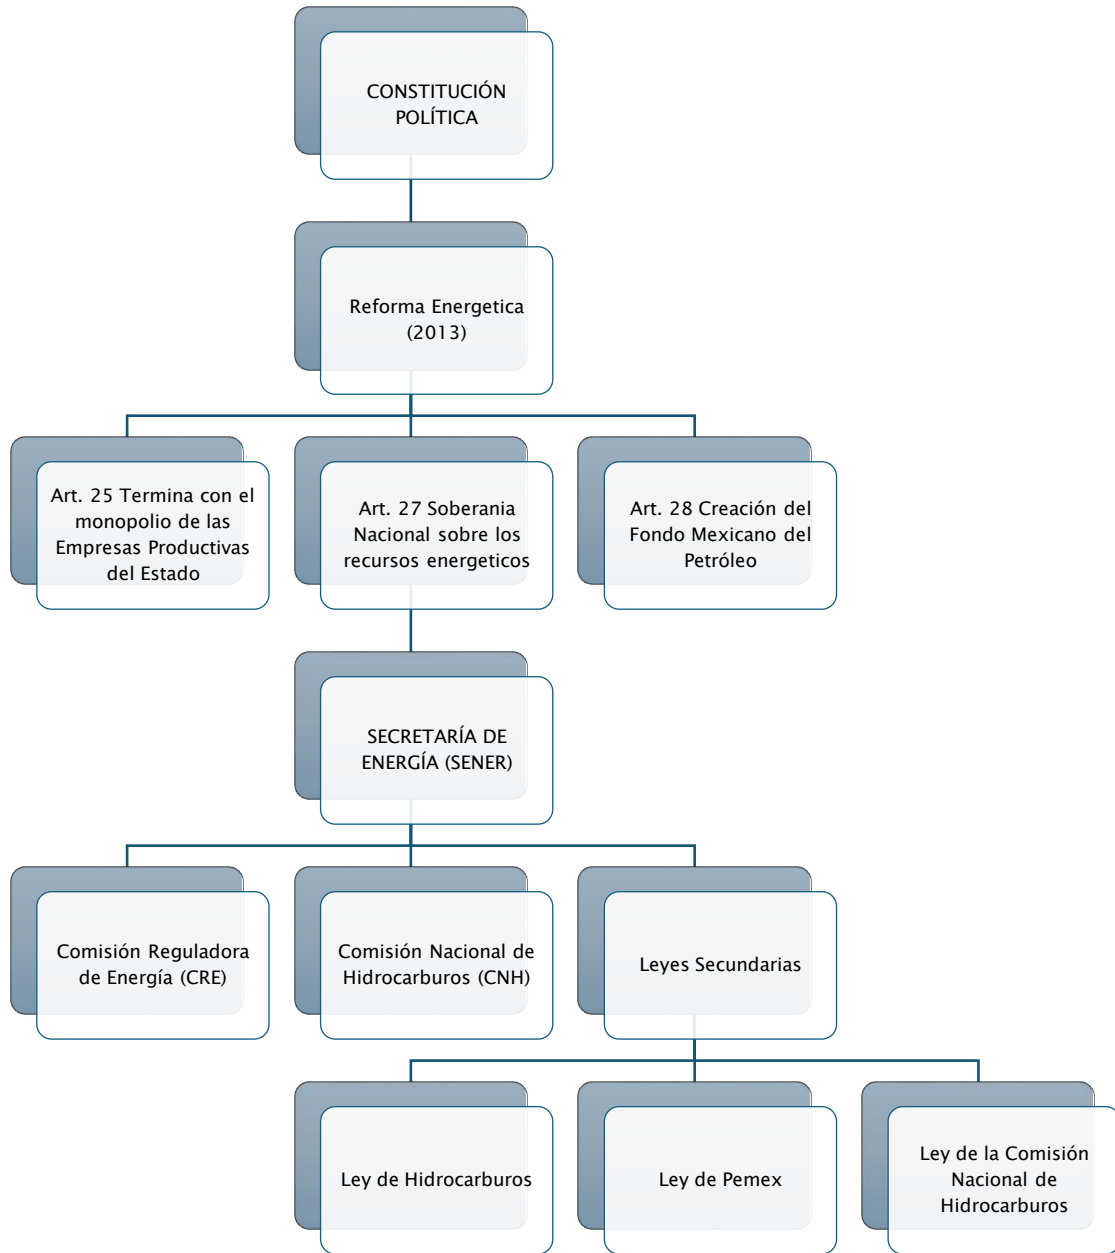 CONSTITUCIÓN
POLÍTICA
Reforma Energetica
(2013)
Art. 25 Termina con el
monopolio de las
Empresas Productivas
del Estado
Art. 27 Soberania
Nacional sobre los
recursos energeticos
Art. 28 Creación del
Fondo Mexicano del
Petróleo
SECRETARÍA DE
ENERGÍA (SENER)
Comisión Reguladora
de Energía (CRE)
Comisión Nacional de
Hidrocarburos (CNH)
Leyes Secundarias
Ley de Hidrocarburos
Ley de Pemex
Ley de la Comisión
Nacional de
Hidrocarburos